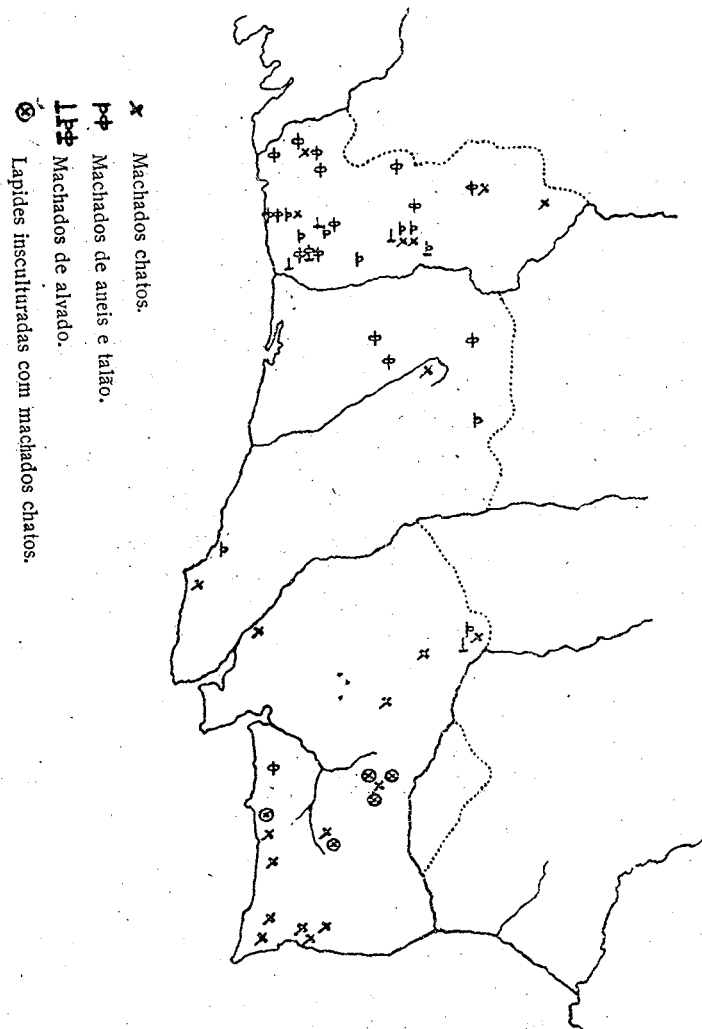 Machados chatos.
Machados de aneis e talão.
Machados de alvado.
Lapides insculturadas com machados chatos.